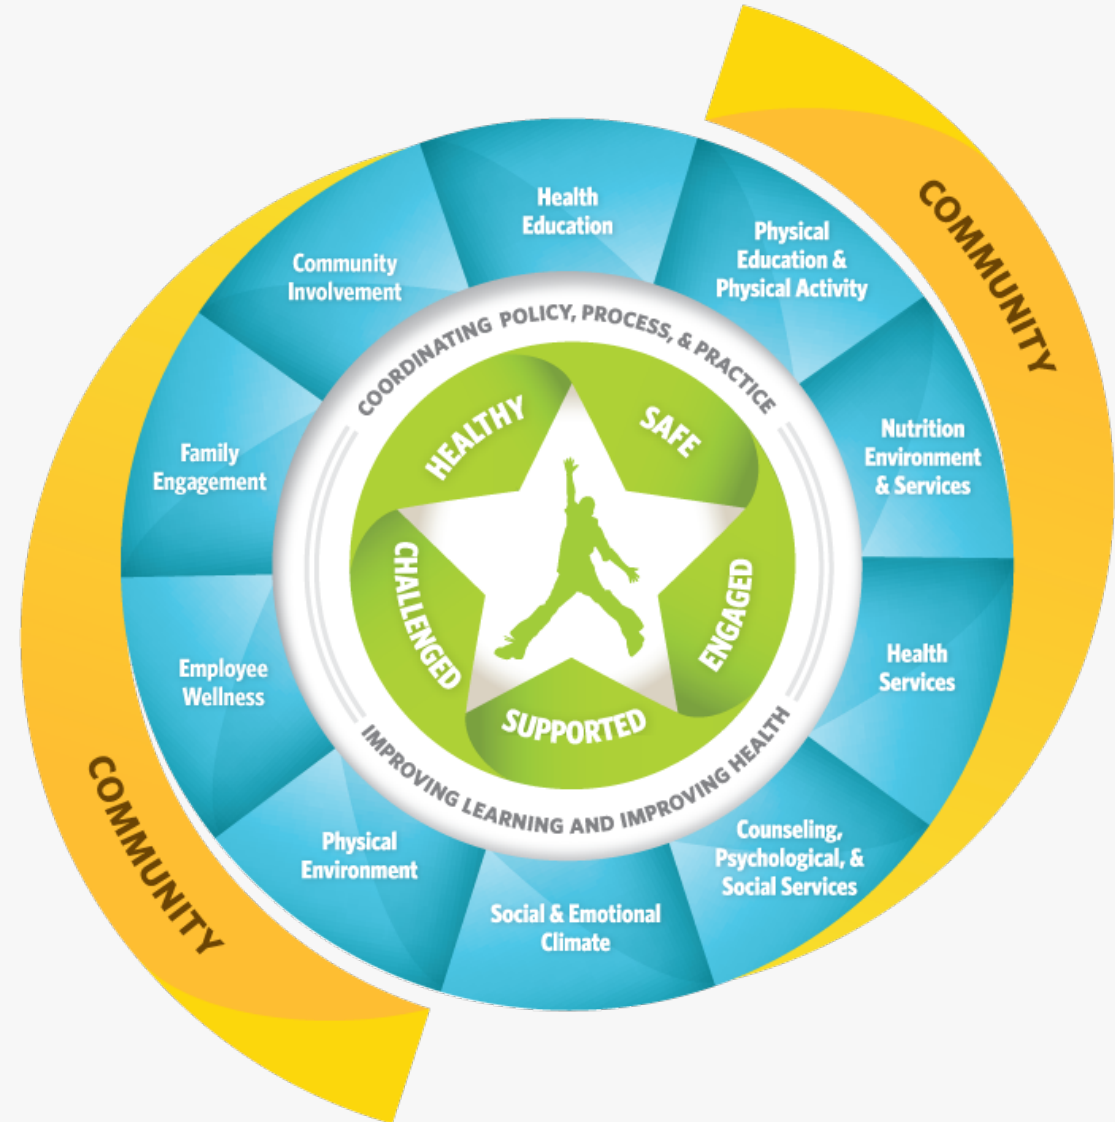 COMMUNITY
Health
Education
Physical
Education &
Physical Activity
Nutrition
Environment
& Services
Health
Services
Counseling,
Psychological, &
Social Services
Social & Emotional
Climate
Physical
Environment
Employee
Wellness
Family
Engagement
Community
Involvement
COORDINATING POLICY, PROCESS, & PRACTICE
IMPROVING LEARNING AND IMPROVING HEALTH
HEALTHY
SAFE
ENGAGED
SUPPORTED
CHALLENGED
COMMUNITY